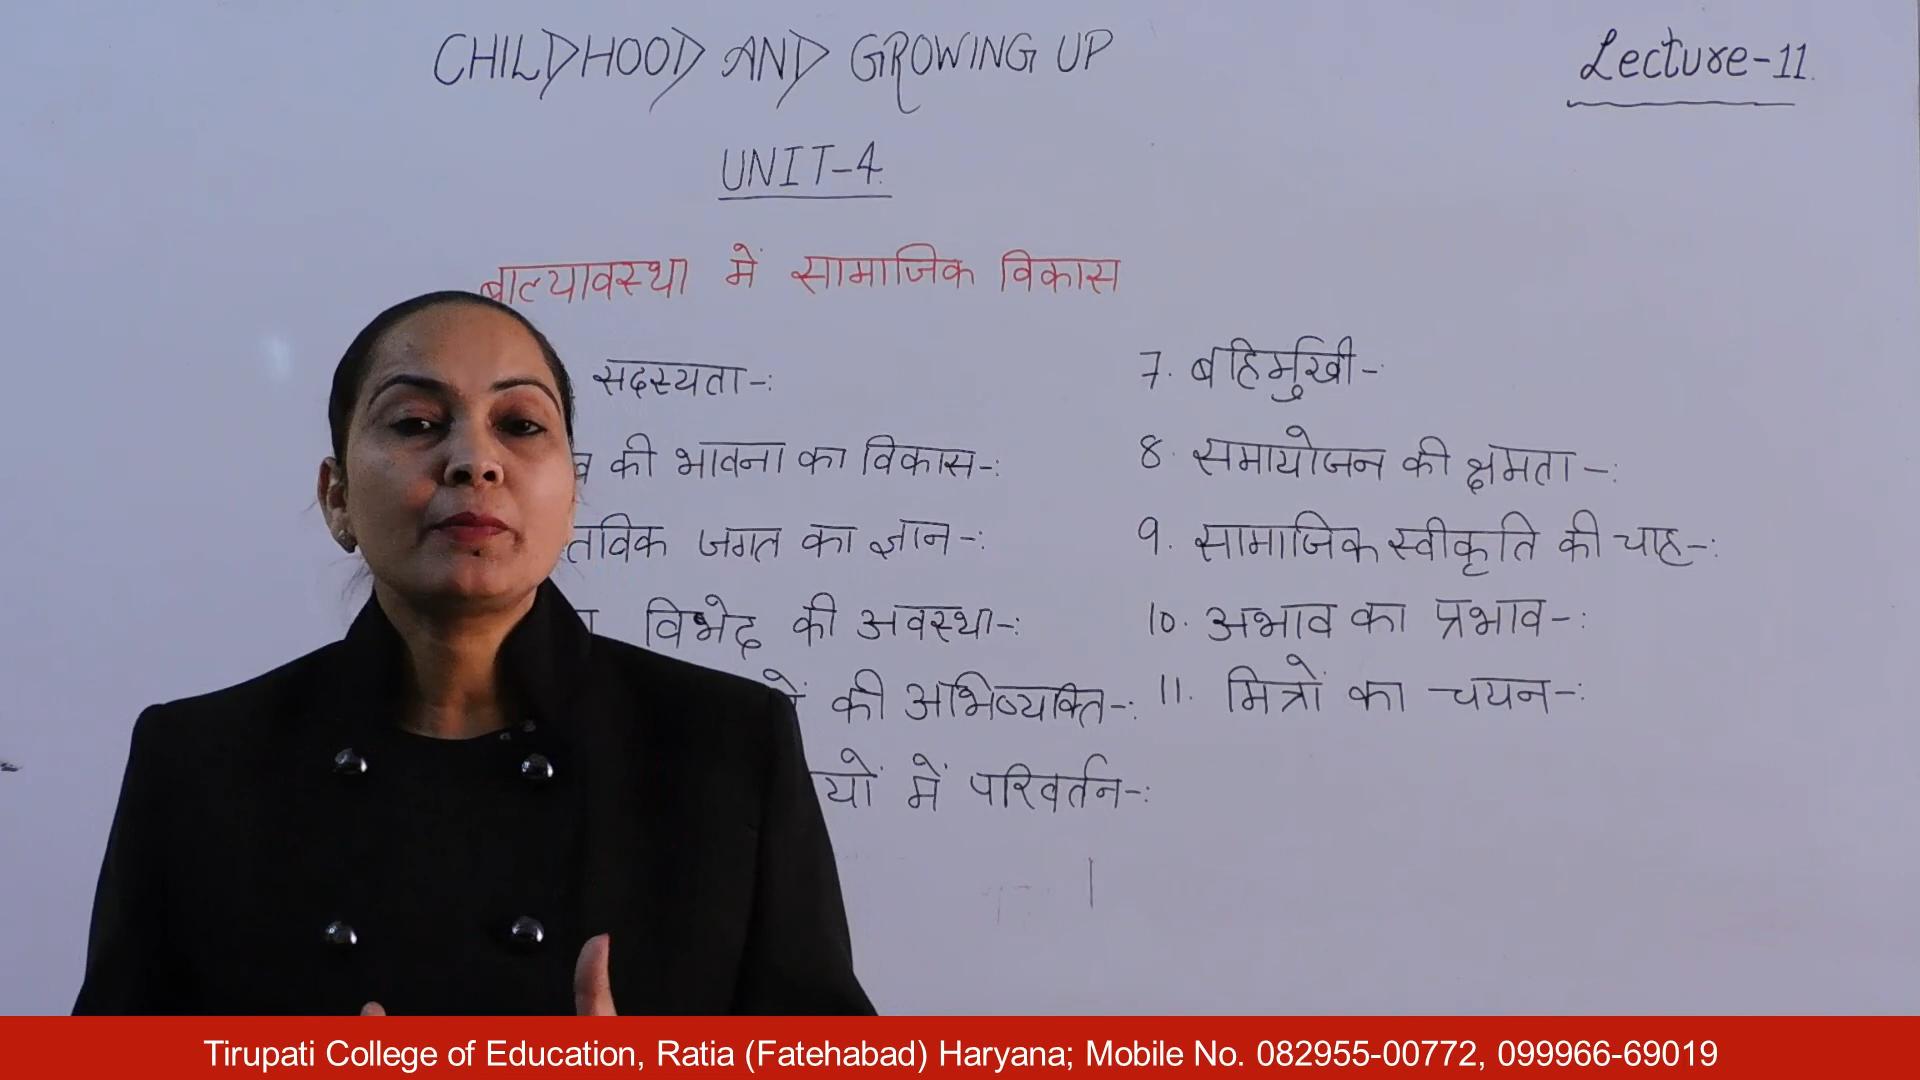 CHILDHOOD AND GROWING UP
Lecture-11.
UNIT-4.
बाल्यावस्था में सामाजिक विकास
सदस्यता-:
की भावना का विकास-:
तविक जगत का ज्ञान-:
विभेद की अवस्था-:
की अभिव्यक्ति-:
यों में परिवर्तन-:
7. बहिर्मुखी-:
8. समायोजन की क्षमता-:
9. सामाजिक स्वीकृति की चाह-:
10. अभाव का प्रभाव-:
11. मित्रों का चयन-:
Tirupati College of Education, Ratia (Fatehabad) Haryana; Mobile No. 082955-00772, 099966-69019